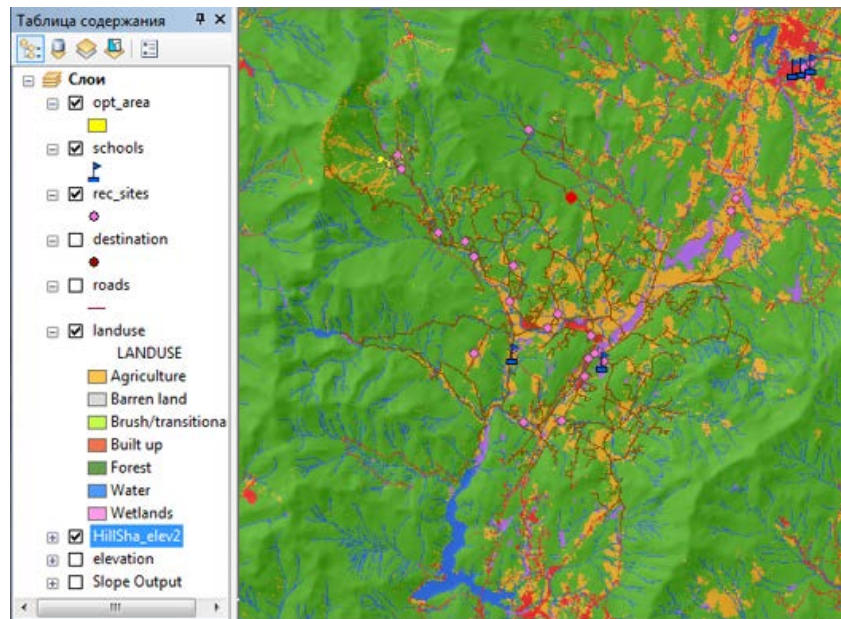 Таблица содержания
Слои
opt_area
schools
rec_sites
destination
roads
landuse
LANDUSE
Agriculture
Barren land
Brush/transitiona
Built up
Forest
Water
Wetlands
HillSha_elev2
elevation
Slope Output